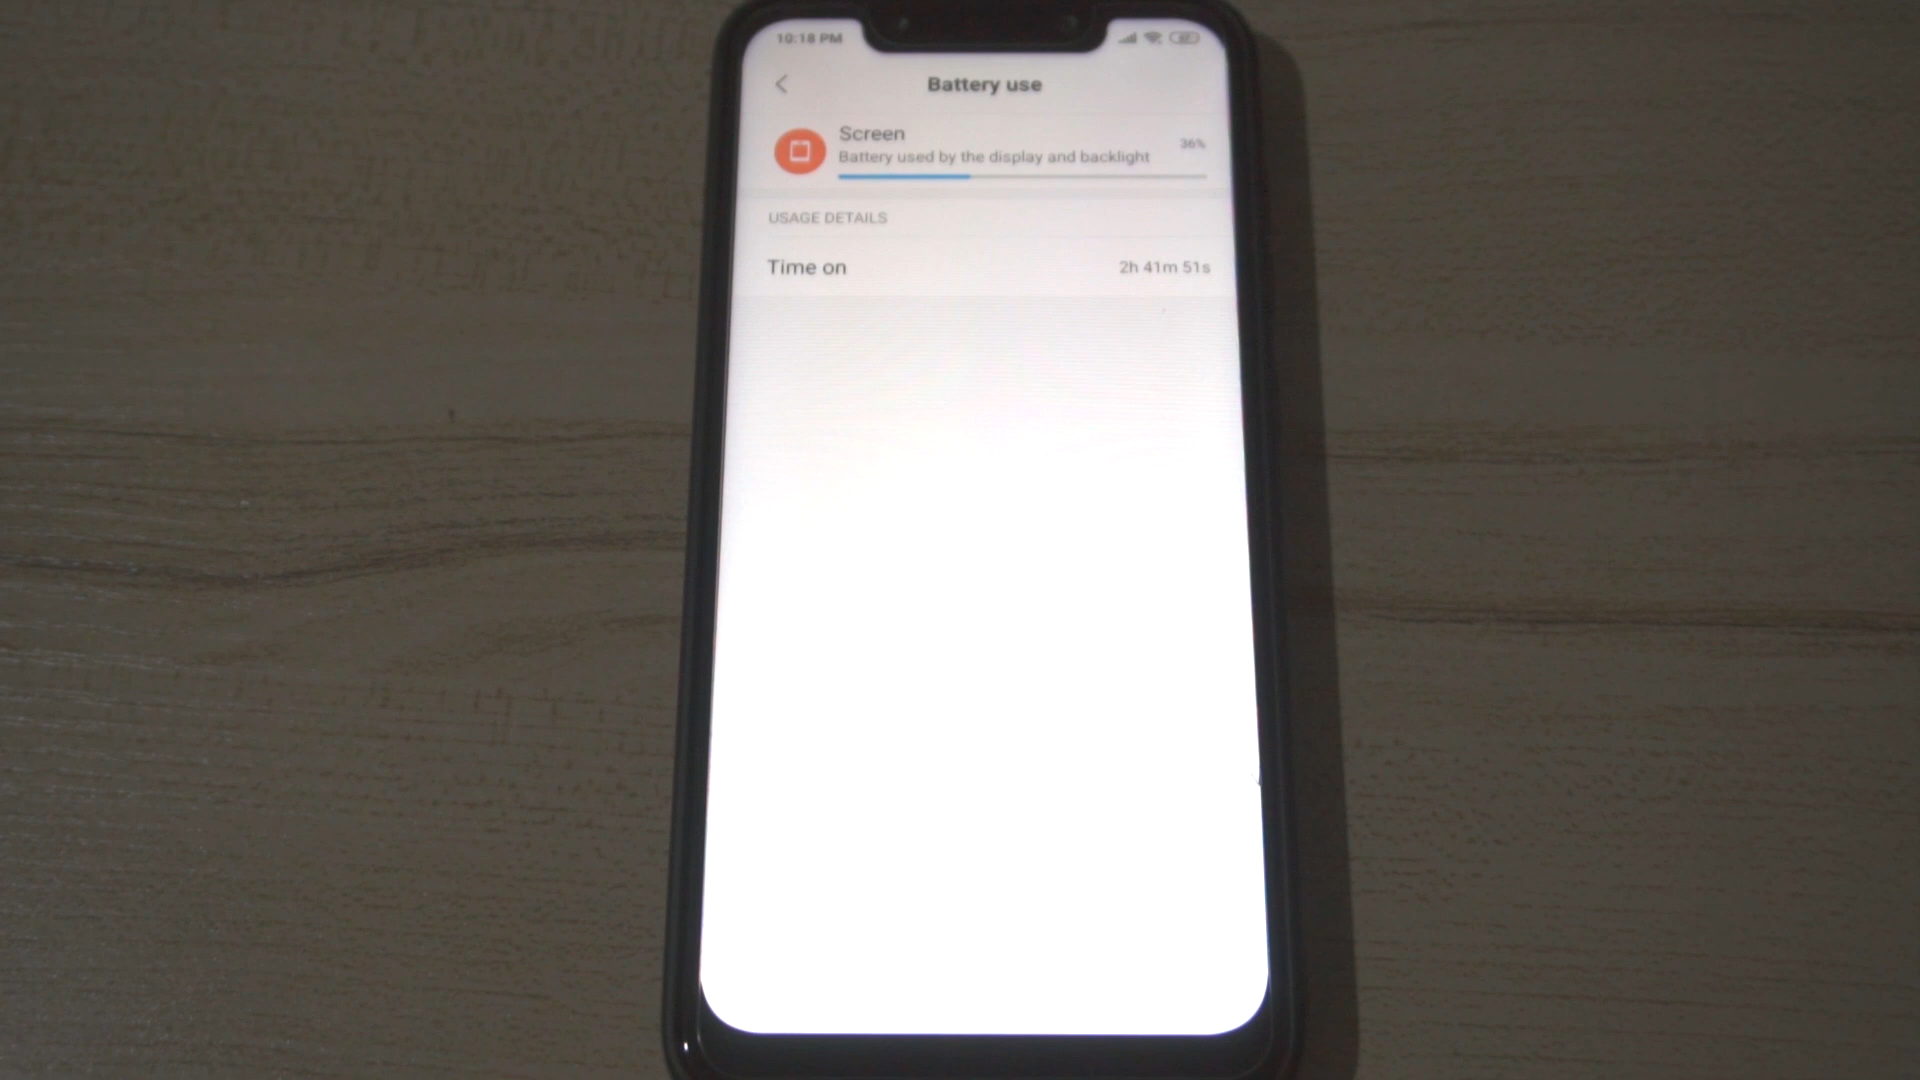 10:18 PM
Battery use
Screen
36%
Battery used by the display and backlight
USAGE DETAILS
Time on 2h 41m 51s